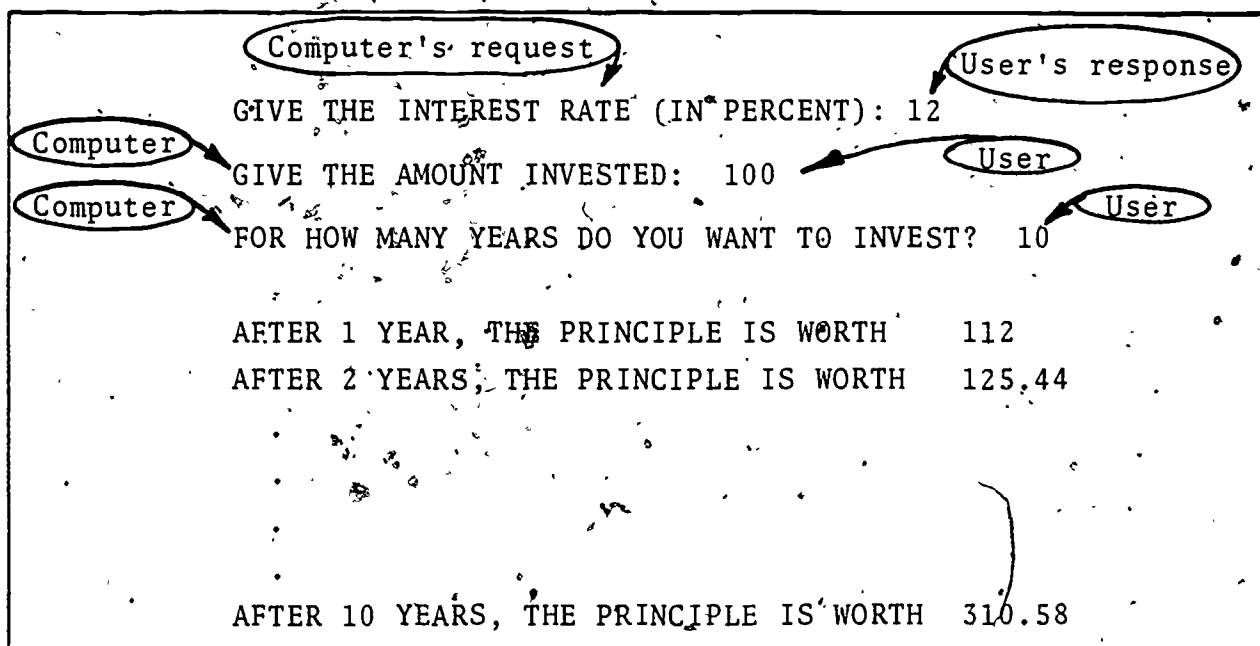 Computer's request
User's response
GIVE THE INTEREST RATE (IN PERCENT): 12
Computer
User
GIVE THE AMOUNT INVESTED: 100
Computer
User
FOR HOW MANY YEARS DO YOU WANT TO INVEST? 10
AFTER 1 YEAR, THE PRINCIPLE IS WORTH 112
AFTER 2 YEARS, THE PRINCIPLE IS WORTH 125.44
.
.
.
.
AFTER 10 YEARS, THE PRINCIPLE IS WORTH 310.58